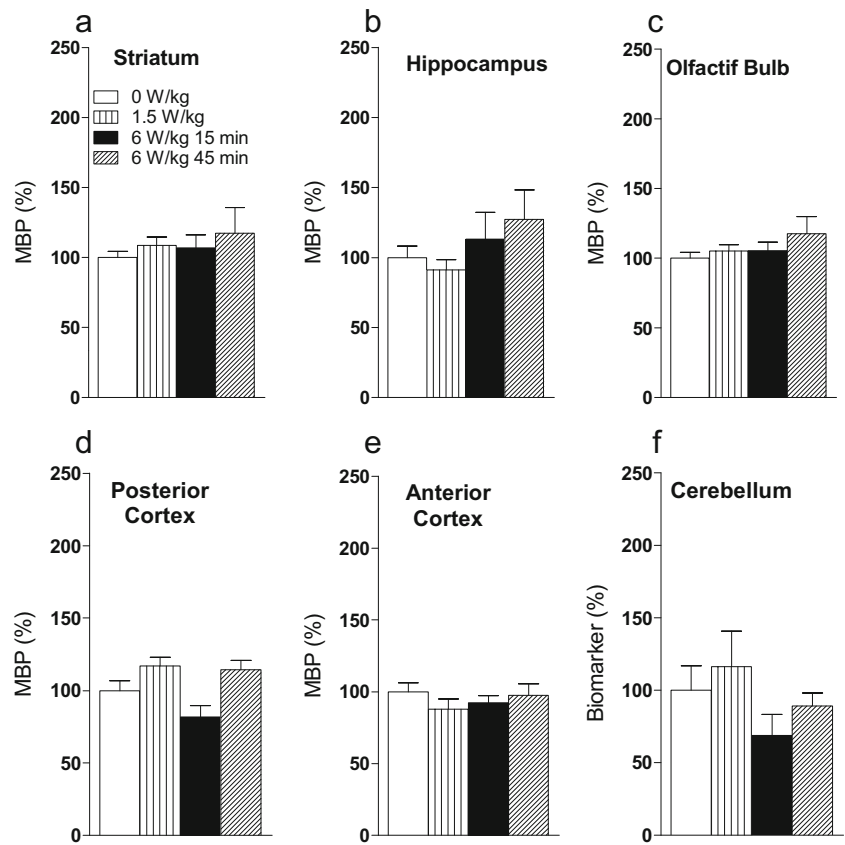 a
250
200
150
100
50
0
MBP (%)
Striatum
0 W/kg
1.5 W/kg
6 W/kg 15 min
6 W/kg 45 min
b
250
200
150
100
50
0
MBP (%)
Hippocampus
c
250
200
150
100
50
0
MBP (%)
Olfactif Bulb
d
250
200
150
100
50
0
MBP (%)
Posterior
Cortex
e
250
200
150
100
50
0
MBP (%)
Anterior
Cortex
f
250
200
150
100
50
0
Biomarker (%)
Cerebellum